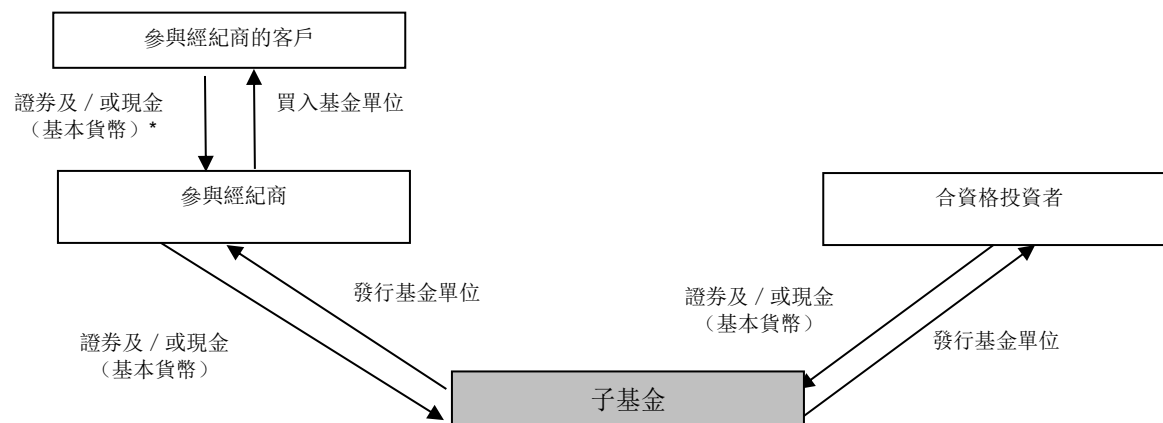 參與經紀商的客戶
證券及 / 或現金
（基本貨幣）*
買入基金單位
參與經紀商
合資格投資者
發行基金單位
證券及 / 或現金
（基本貨幣）
證券及 / 或現金
（基本貨幣）
發行基金單位
子基金